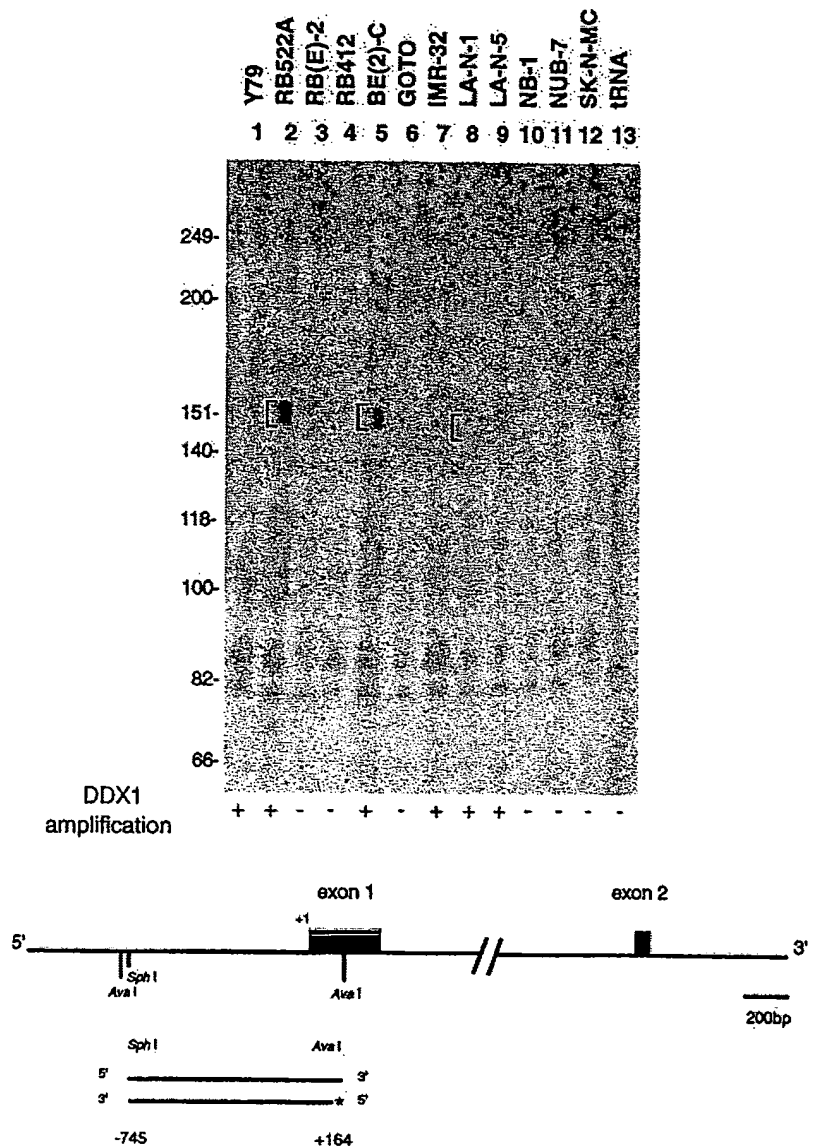 Y79
RB522A
RB(E)-2
RB412
BE(2)-C
GOTO
IMR-32
LA-N-1
LA-N-5
NB-1
NUB-7
SK-N-MC
tRNA
1 2 3 4 5 6 7 8 9 10 11 12 13
249-
200-
151-
140-
118-
100-
82-
66-
DDX1
amplification
+ + - - + - + + + - - - -
exon 1
exon 2
+1
5'
3'
Sph I
Ava I
Ava I
200bp
Sph I
Ava I
5'
3'
3'
* 5'
-745
+164